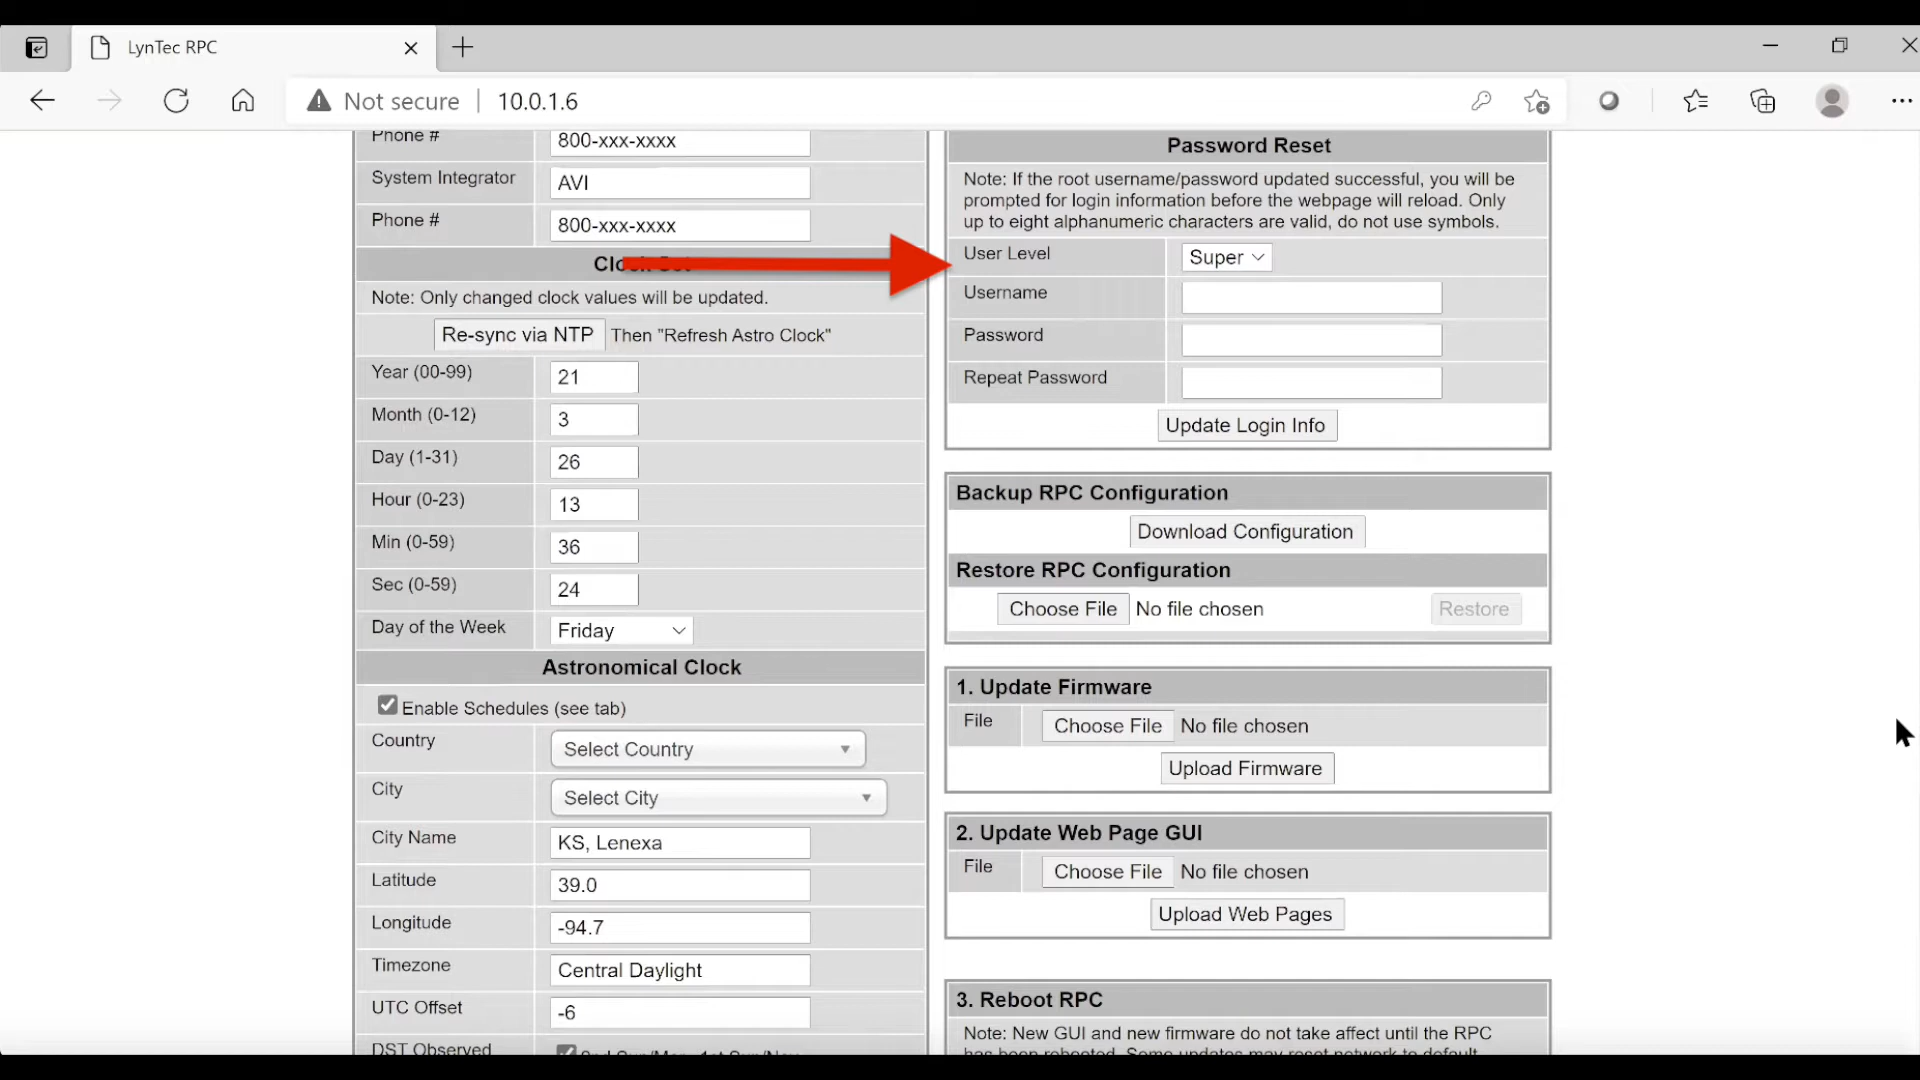 LynTec RPC
Not secure
10.0.1.6
Phone #
800-xxx-xxxx
System Integrator
AVI
Phone #
800-xxx-xxxx
Note: Only changed clock values will be updated.
Re-sync via NTP
Then "Refresh Astro Clock"
Year (00-99)
21
Month (0-12)
3
Day (1-31)
26
Hour (0-23)
13
Min (0-59)
36
Sec (0-59)
24
Day of the Week
Friday
Astronomical Clock
Enable Schedules (see tab)
Country
Select Country
City
Select City
City Name
KS, Lenexa
Latitude
39.0
Longitude
-94.7
Timezone
Central Daylight
UTC Offset
-6
DST Observed
Password Reset
Note: If the root username/password updated successful, you will be
prompted for login information before the webpage will reload. Only
up to eight alphanumeric characters are valid, do not use symbols.
User Level
Super
Username
Password
Repeat Password
Update Login Info
Backup RPC Configuration
Download Configuration
Restore RPC Configuration
Choose File
No file chosen
Restore
1. Update Firmware
File
Choose File
No file chosen
Upload Firmware
2. Update Web Page GUI
File
Choose File
No file chosen
Upload Web Pages
3. Reboot RPC
Note: New GUI and new firmware do not take affect until the RPC
has been rebooted. Some updates may reset network to default